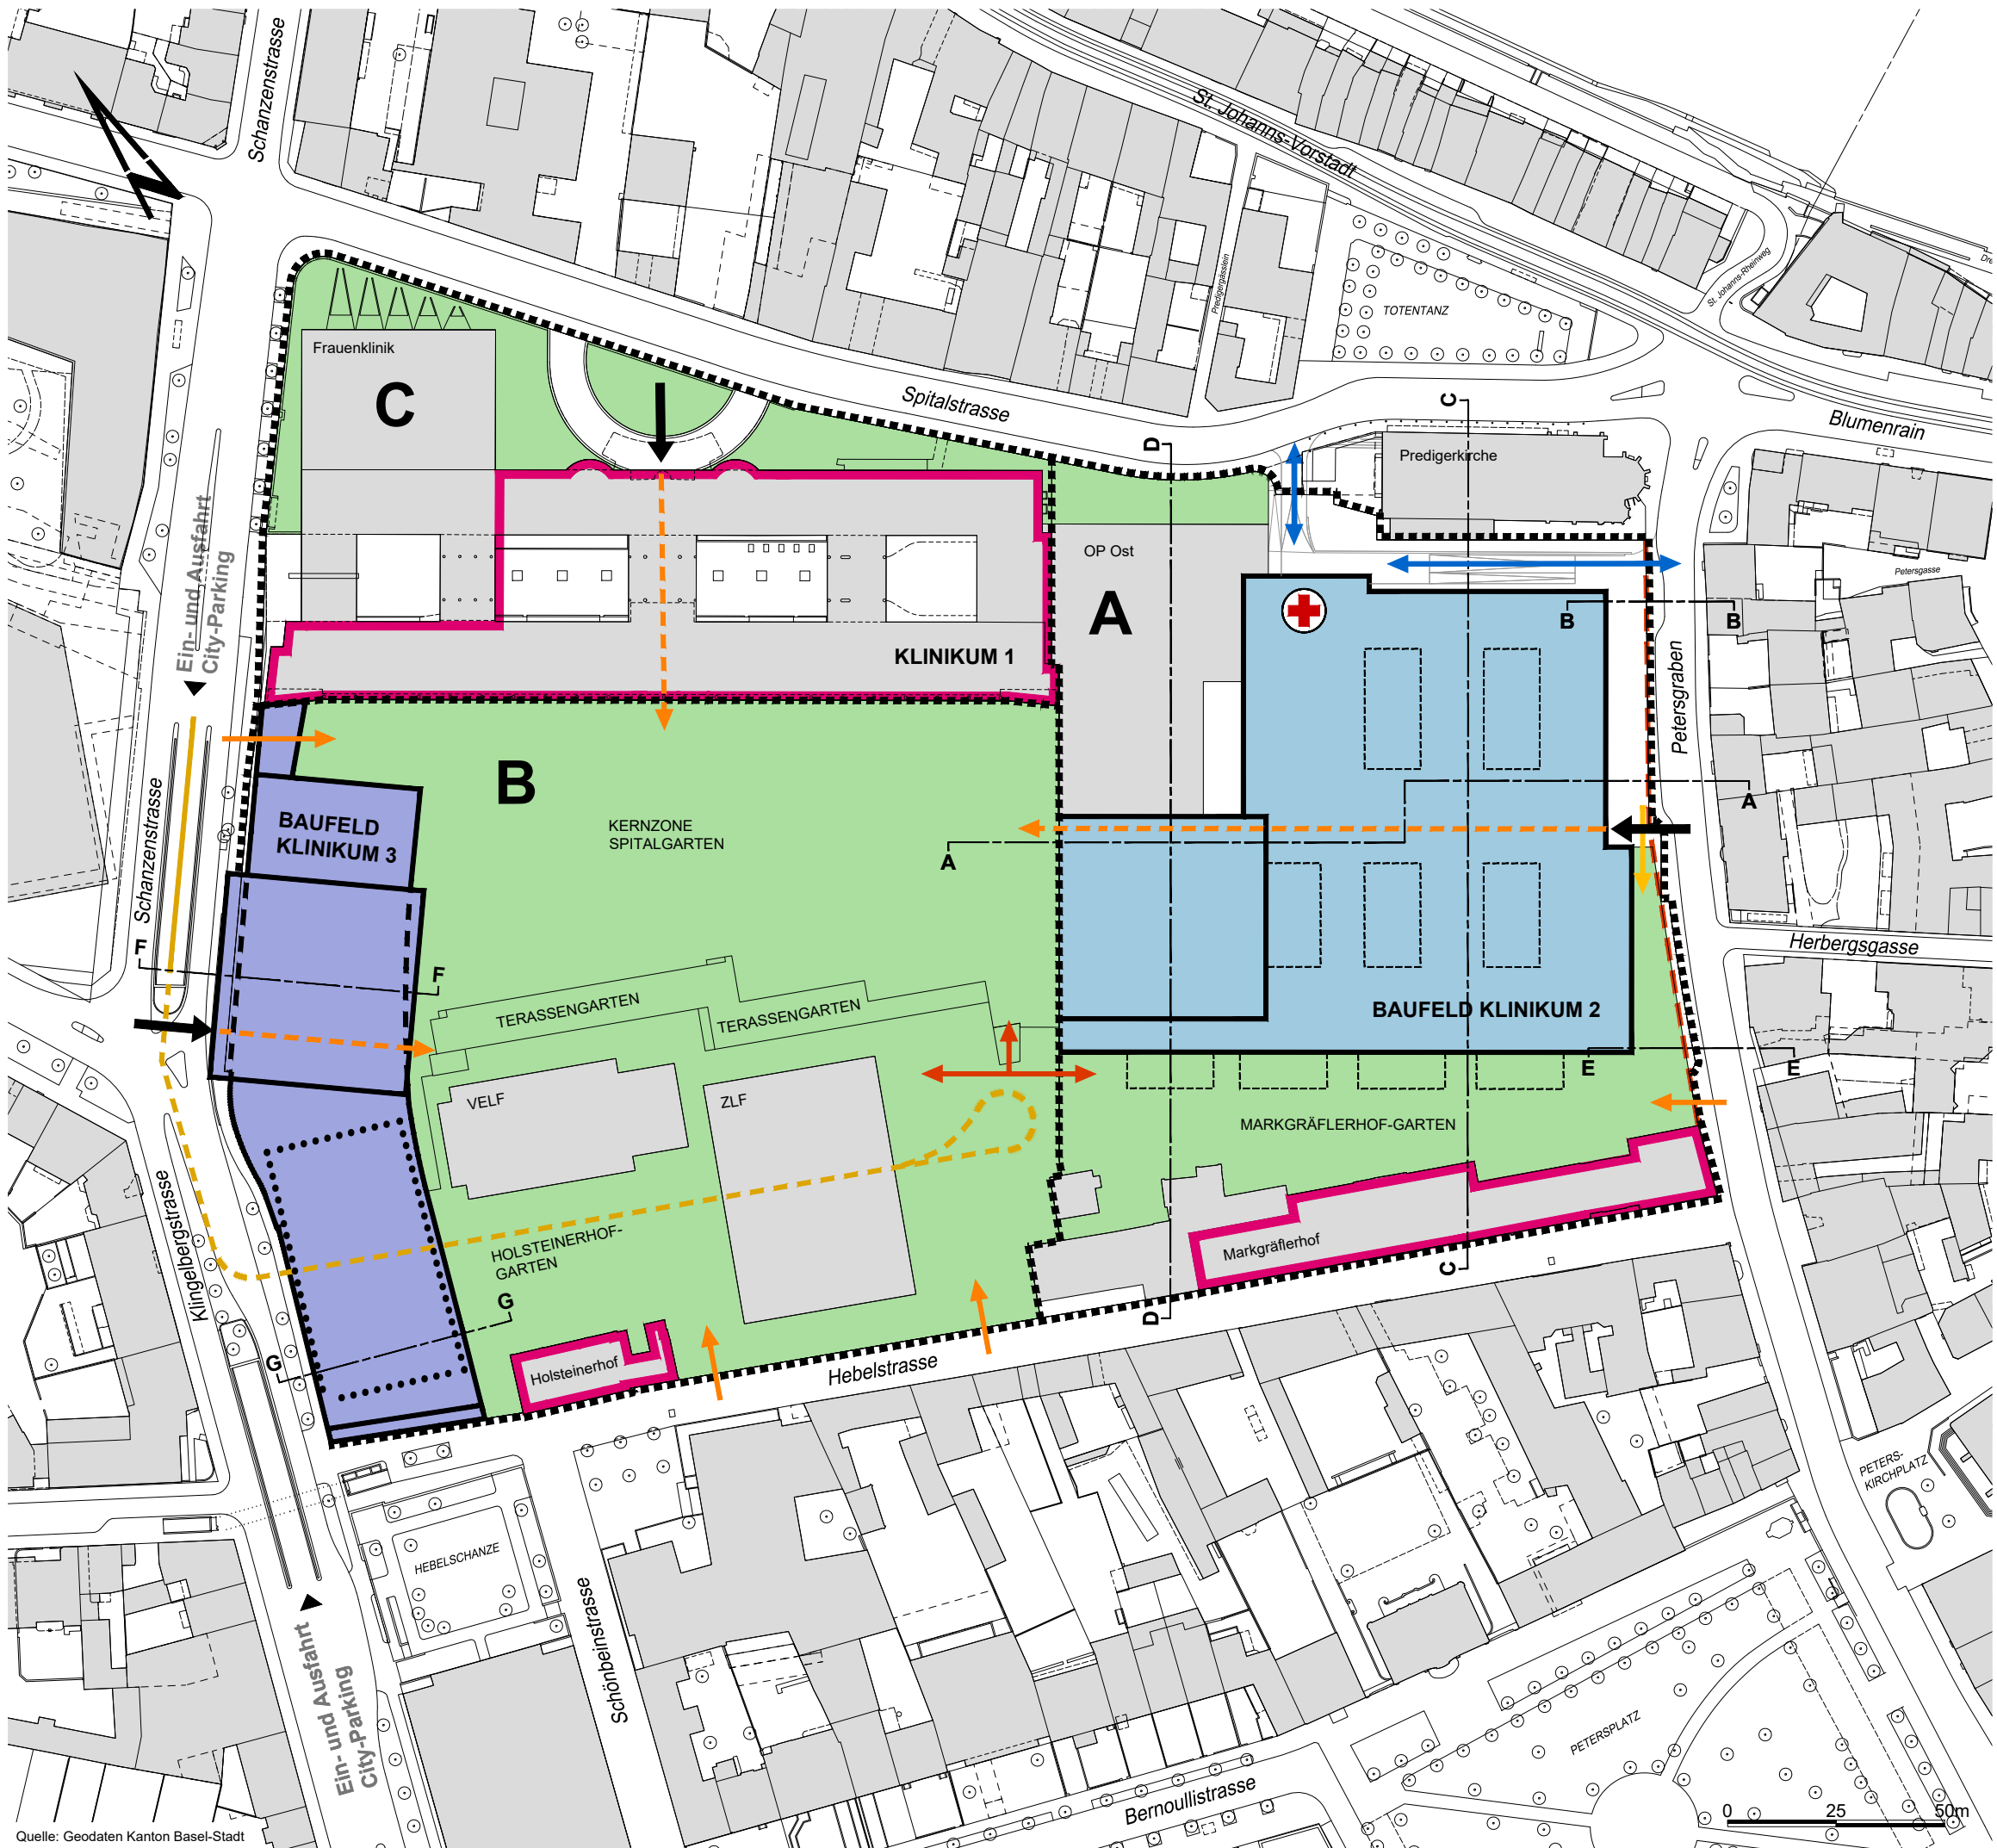 Schanzenstrasse
St. Johanns-Vorstadt
Predigergässlein
St. Johanns-Rheinweg
TOTENTANZ
Frauenklinik
C
Spitalstrasse
Blumenrain
C
D
Predigerkirche
Ein- und Ausfahrt
City-Parking
OP Ost
A
Petersgasse
B
B
KLINIKUM 1
Petersgraben
B
A
Schanzenstrasse
BAUFELD
KLINIKUM 3
KERNZONE
SPITALGARTEN
A
Herbergsgasse
F
F
TERASSENGARTEN
TERASSENGARTEN
BAUFELD KLINIKUM 2
E
E
VELF
ZLF
MARKGRÄFLERHOF-GARTEN
Klingelbergstrasse
HOLSTEINERHOF-
GARTEN
Markgräflerhof
C
G
D
G
Holsteinerhof
Hebelstrasse
PETERS-
KIRCHPLATZ
HEBELSCHANZE
Schönbeinstrasse
Ein- und Ausfahrt
City-Parking
PETERSPLATZ
Bernoullistrasse
0 25 50m
Quelle: Geodaten Kanton Basel-Stadt